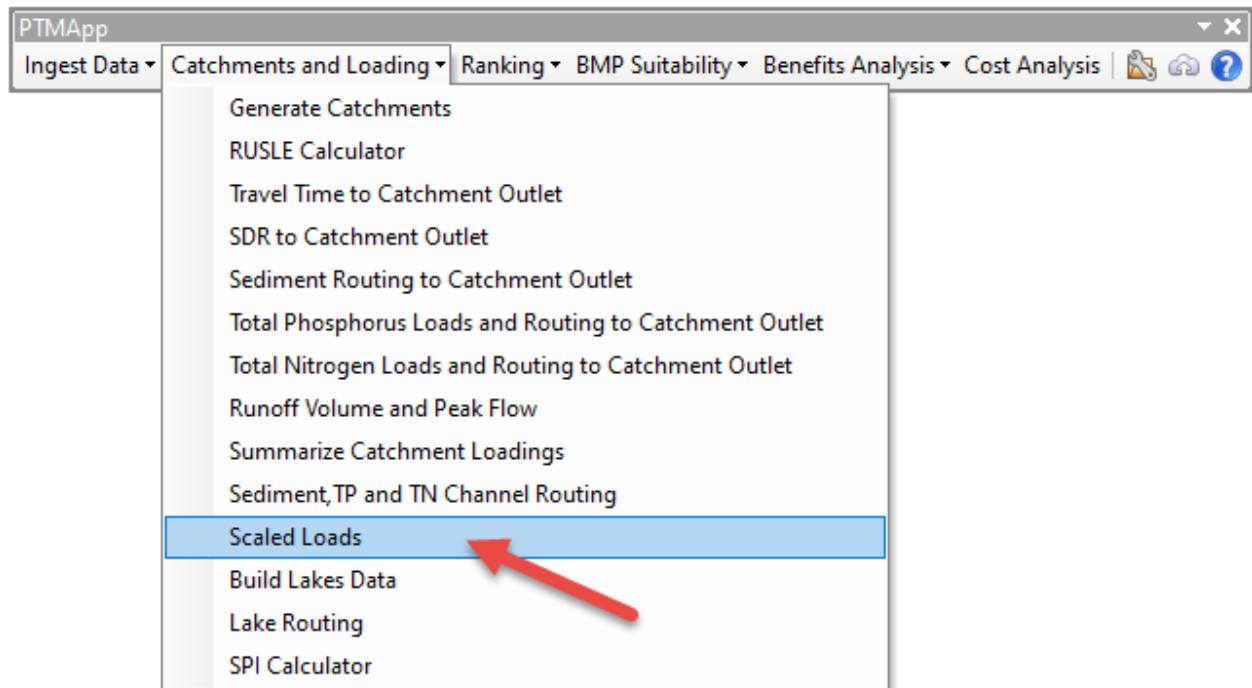 PTMApp
Ingest Data Catchments and Loading Ranking BMP Suitability Benefits Analysis Cost Analysis
Generate Catchments
RUSLE Calculator
Travel Time to Catchment Outlet
SDR to Catchment Outlet
Sediment Routing to Catchment Outlet
Total Phosphorus Loads and Routing to Catchment Outlet
Total Nitrogen Loads and Routing to Catchment Outlet
Runoff Volume and Peak Flow
Summarize Catchment Loadings
Sediment,TP and TN Channel Routing
Scaled Loads
Build Lakes Data
Lake Routing
SPI Calculator